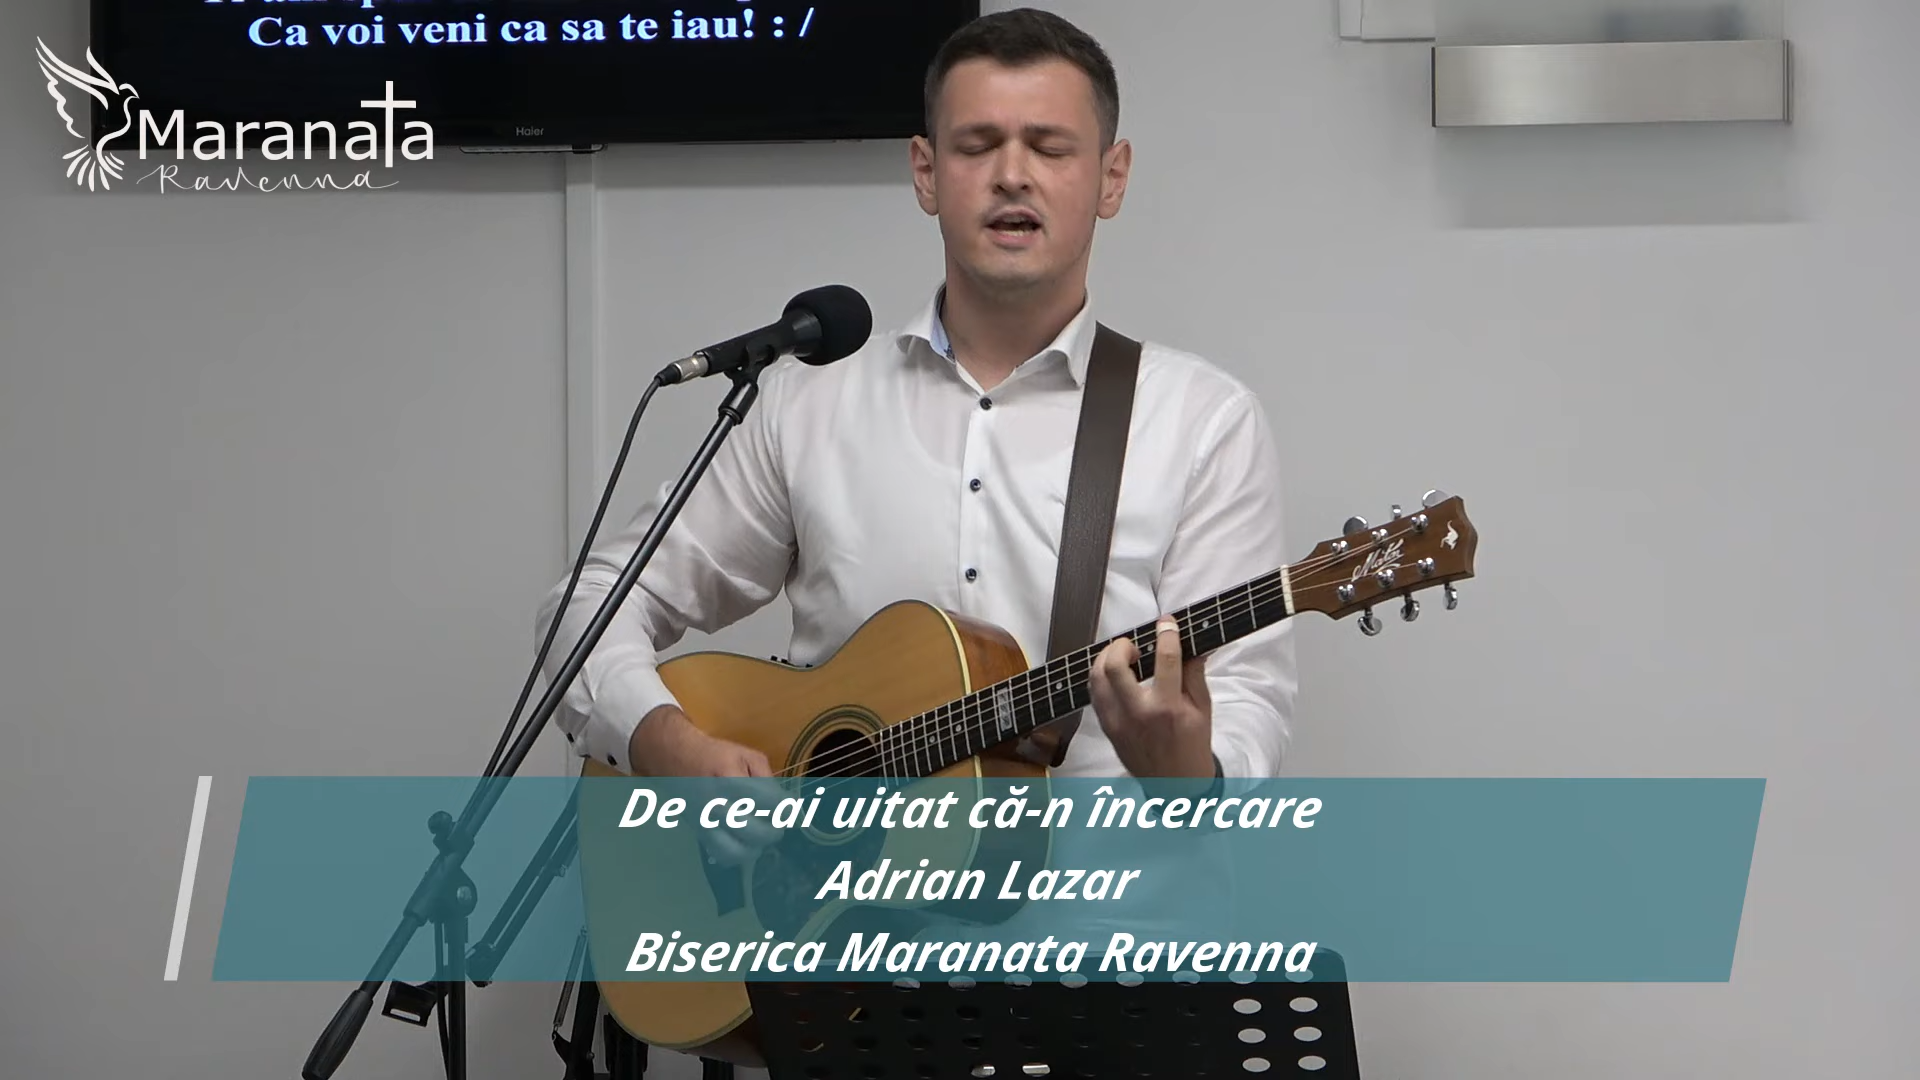 Ca voi veni ca sa te iau! : /
Haier
Maranata
Ravenna
Maton
De ce-ai uitat că-n încercare
Adrian Lazar
Biserica Maranata Ravenna